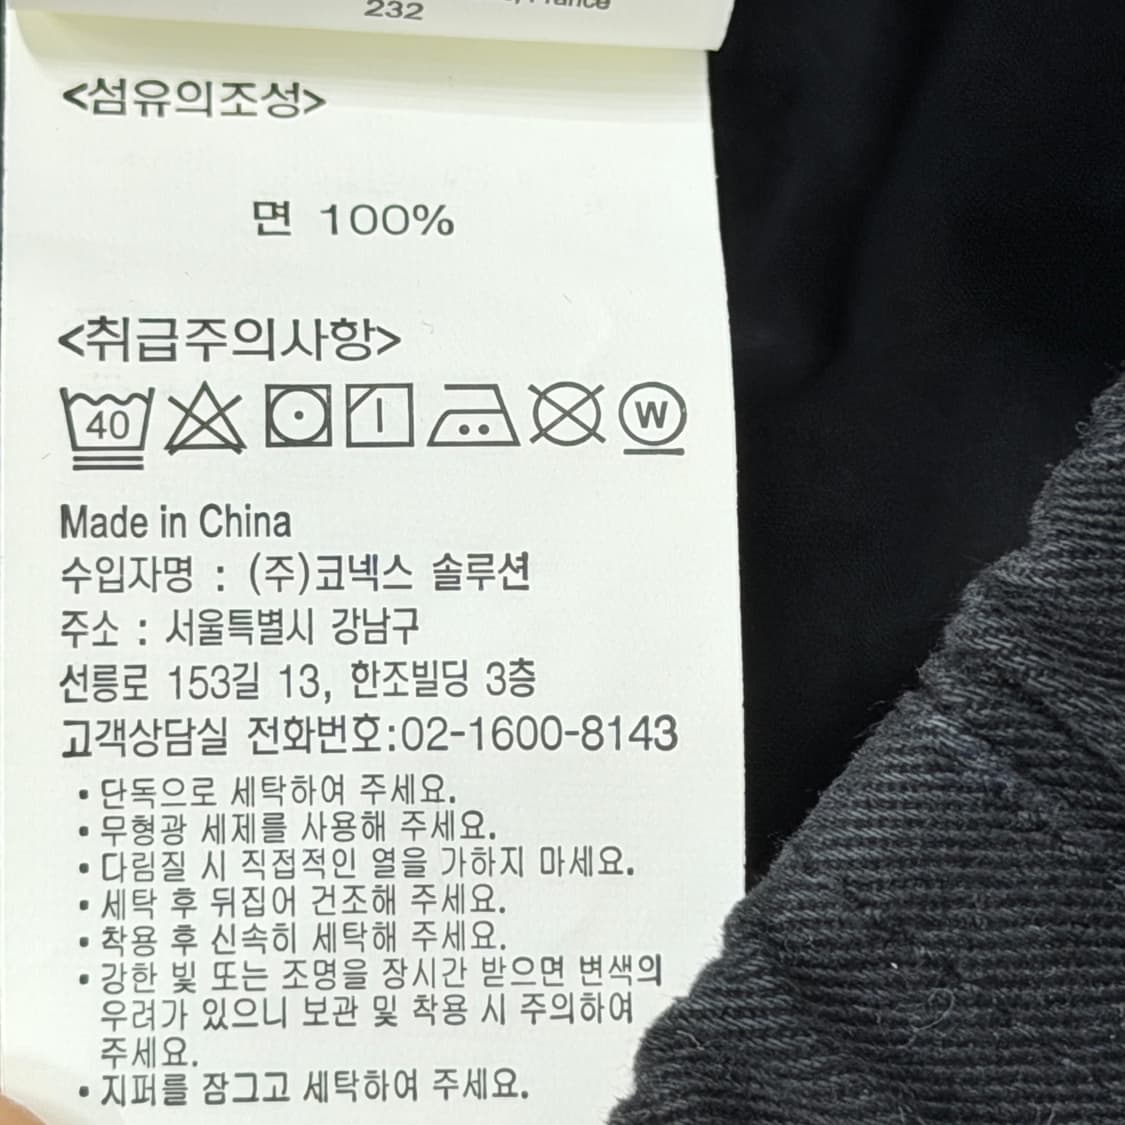 France
232
<섬유의조성>
면 100%
<취급주의사항>
40 W
Made in China
수입자명 : (주)코넥스 솔루션
주소 : 서울특별시 강남구
선릉로 153길 13, 한조빌딩 3층
고객상담실 전화번호:02-1600-8143
• 단독으로 세탁하여 주세요.
• 무형광 세제를 사용해 주세요.
• 다림질 시 직접적인 열을 가하지 마세요.
• 세탁 후 뒤집어 건조해 주세요.
• 착용 후 신속히 세탁해 주세요.
• 강한 빛 또는 조명을 장시간 받으면 변색의
우려가 있으니 보관 및 착용 시 주의하여
주세요.
• 지퍼를 잠그고 세탁하여 주세요.